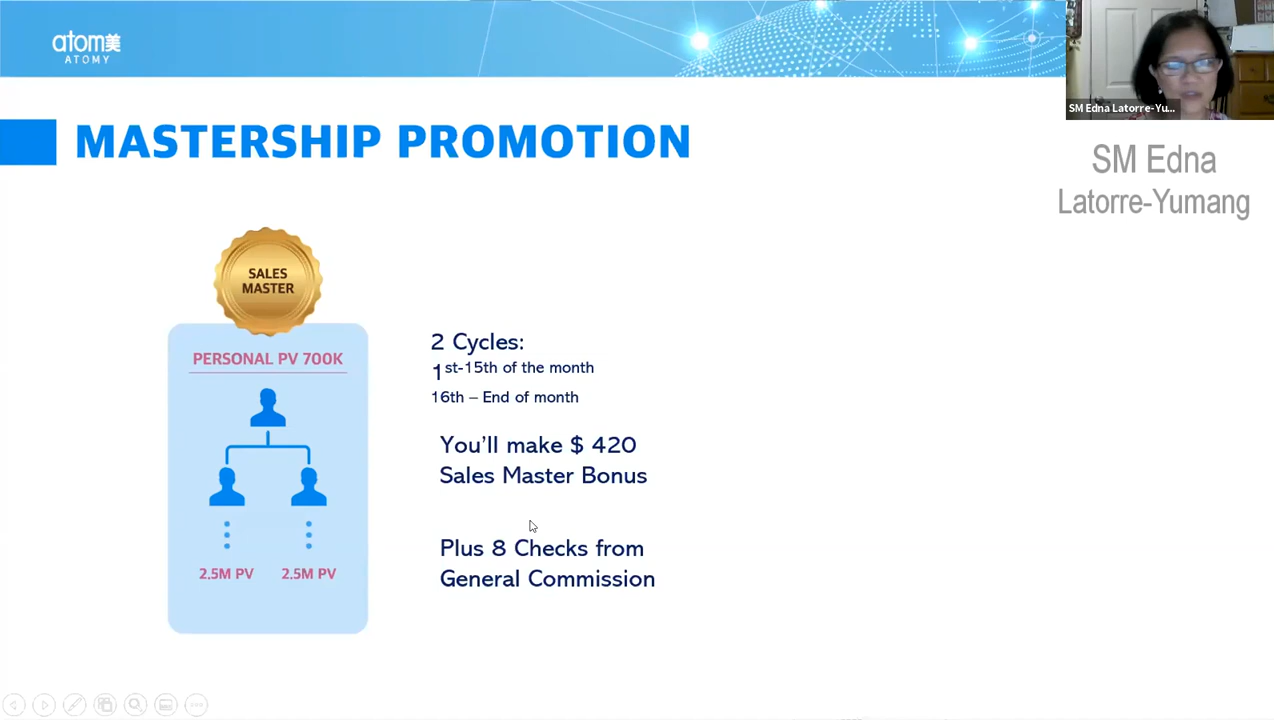 atom美
ATOMY
SM Edna Latorre-Yu...
MASTERSHIP PROMOTION
SM Edna
Latorre-Yumang
SALES
MASTER
PERSONAL PV 700K
2.5M PV 2.5M PV
2 Cycles:
1st-15th of the month
16th – End of month
You’ll make $ 420
Sales Master Bonus
Plus 8 Checks from
General Commission